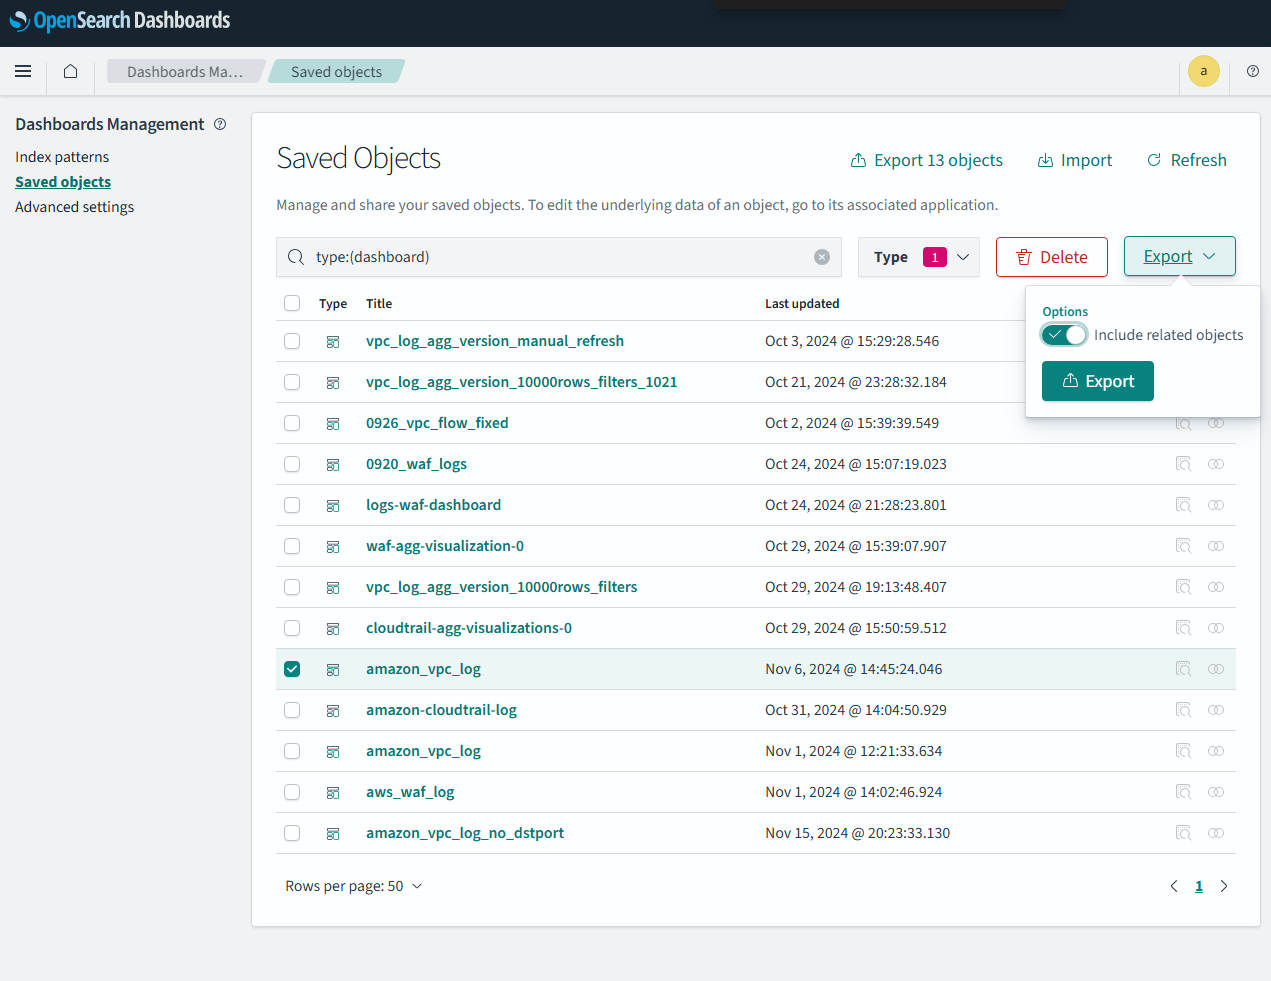 OpenSearch Dashboards
Dashboards Ma... Saved objects a
Dashboards Management
Index patterns
Saved objects
Advanced settings
Saved Objects
Export 13 objects Import Refresh
Manage and share your saved objects. To edit the underlying data of an object, go to its associated application.
type:(dashboard) Type 1 Delete Export
Options
Include related objects
Export
Type Title Last updated
vpc_log_agg_version_manual_refresh Oct 3, 2024 @ 15:29:28.546
vpc_log_agg_version_10000rows_filters_1021 Oct 21, 2024 @ 23:28:32.184
0926_vpc_flow_fixed Oct 2, 2024 @ 15:39:39.549
0920_waf_logs Oct 24, 2024 @ 15:07:19.023
logs-waf-dashboard Oct 24, 2024 @ 21:28:23.801
waf-agg-visualization-0 Oct 29, 2024 @ 15:39:07.907
vpc_log_agg_version_10000rows_filters Oct 29, 2024 @ 19:13:48.407
cloudtrail-agg-visualizations-0 Oct 29, 2024 @ 15:50:59.512
amazon_vpc_log Nov 6, 2024 @ 14:45:24.046
amazon-cloudtrail-log Oct 31, 2024 @ 14:04:50.929
amazon_vpc_log Nov 1, 2024 @ 12:21:33.634
aws_waf_log Nov 1, 2024 @ 14:02:46.924
amazon_vpc_log_no_dstport Nov 15, 2024 @ 20:23:33.130
Rows per page: 50 1